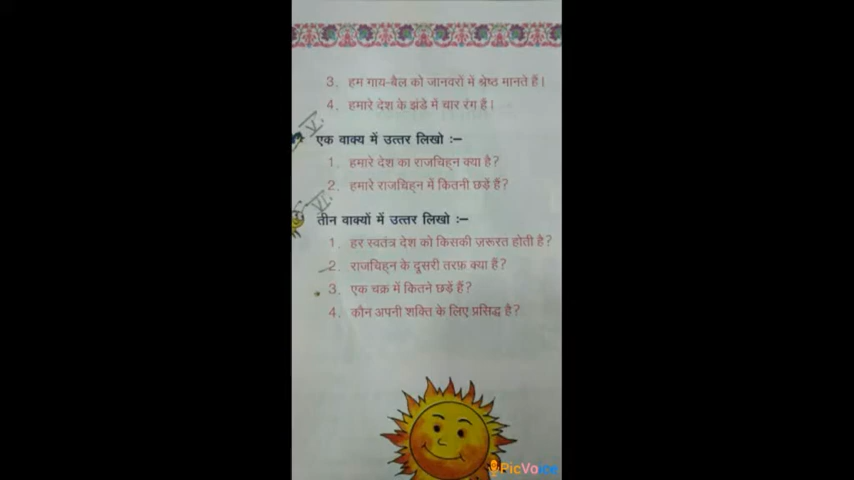 3. हम गाय-बैल को जानवरों में श्रेष्ठ मानते हैं।
4. हमारे देश के झंडे में चार रंग हैं।
V.
एक वाक्य में उत्तर लिखो :–
1. हमारे देश का राजचिह्न क्या है?
2. हमारे राजचिह्न में कितनी छड़ें हैं?
VI.
तीन वाक्यों में उत्तर लिखो :–
1. हर स्वतंत्र देश को किसकी ज़रूरत होती है?
2. राजचिह्न के दुसरी तरफ़ क्या हैं?
3. एक चक्र में कितने छड़ें हैं?
4. कौन अपनी शक्ति के लिए प्रसिद्ध है?
PicVoice